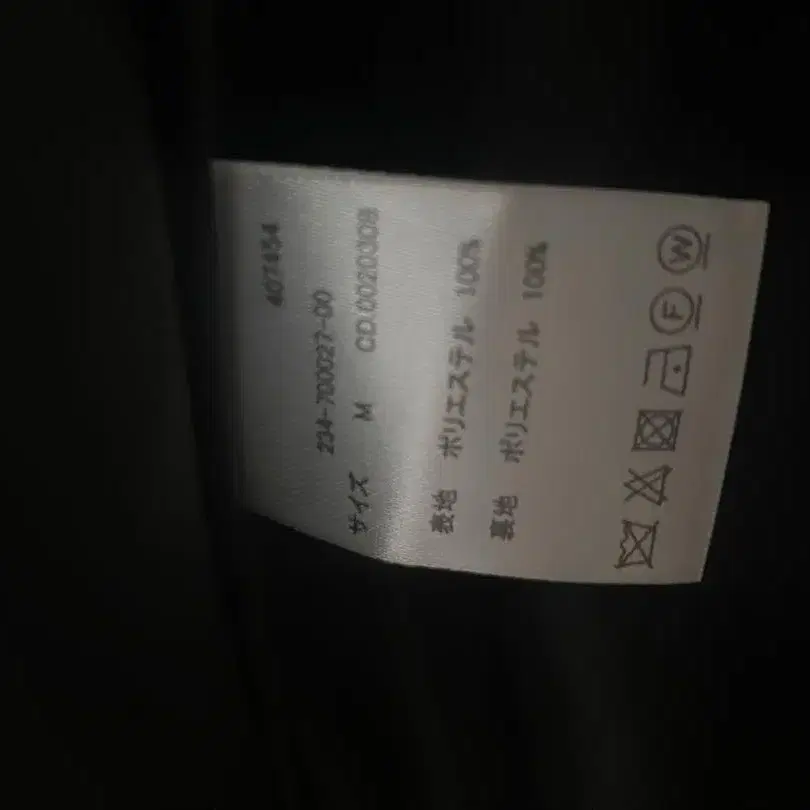 407454
234-700027-00
サイズ M CD.0020308
表地 ポリエステル 100%
裏地 ポリエステル 100%
F W